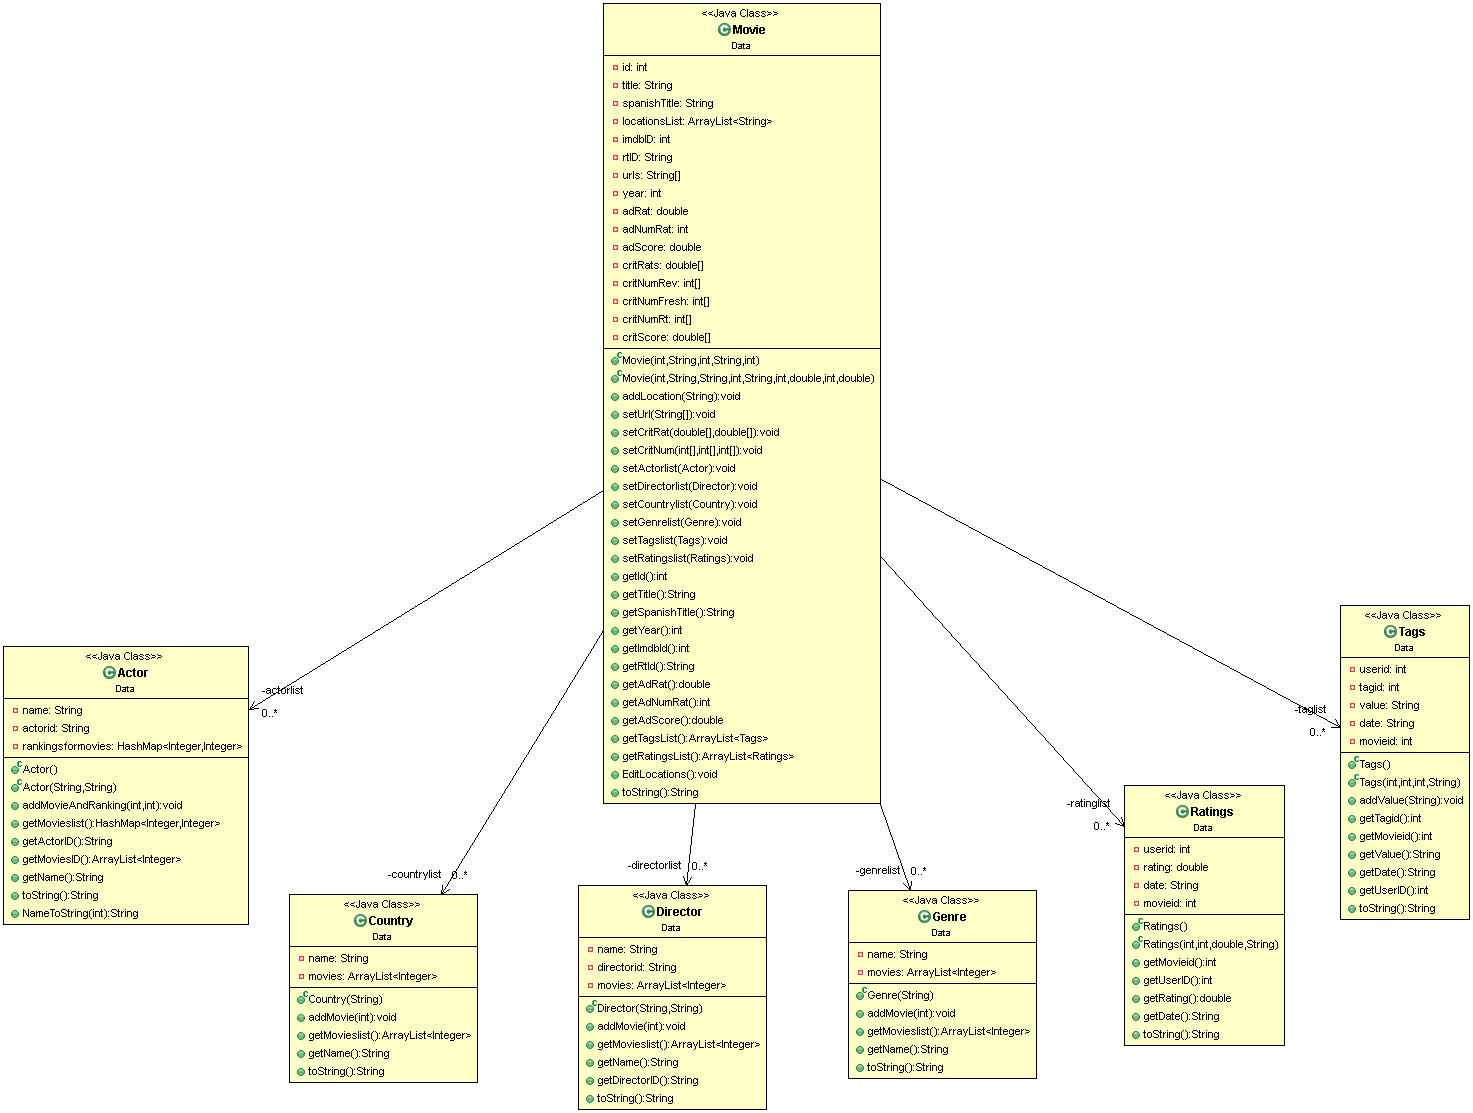 <<Java Class>>
Movie
Data
id: int
title: String
spanishTitle: String
locationsList: ArrayList<String>
imdbID: int
rtID: String
urls: String[]
year: int
adRat: double
adNumRat: int
adScore: double
critRats: double[]
critNumRev: int[]
critNumFresh: int[]
critNumRt: int[]
critScore: double[]
Movie(int,String,int,String,int)
Movie(int,String,String,int,String,int,double,int,double)
addLocation(String):void
setUrl(String[]):void
setCritRat(double[],double[]):void
setCritNum(int[],int[],int[]):void
setActorlist(Actor):void
setDirectorlist(Director):void
setCountrylist(Country):void
setGenrelist(Genre):void
setTagslist(Tags):void
setRatingslist(Ratings):void
getId():int
getTitle():String
getSpanishTitle():String
getYear():int
getImdbId():int
getRtId():String
getAdRat():double
getAdNumRat():int
getAdScore():double
getTagsList():ArrayList<Tags>
getRatingsList():ArrayList<Ratings>
EditLocations():void
toString():String
-actorlist
0..*
-countrylist
0..*
-directorlist
0..*
-genrelist
0..*
-ratinglist
0..*
-taglist
0..*
<<Java Class>>
Actor
Data
name: String
actorid: String
rankingsformovies: HashMap<Integer,Integer>
Actor()
Actor(String,String)
addMovieAndRanking(int,int):void
getMovieslist():HashMap<Integer,Integer>
getActorID():String
getMoviesID():ArrayList<Integer>
getName():String
toString():String
NameToString(int):String
<<Java Class>>
Country
Data
name: String
movies: ArrayList<Integer>
Country(String)
addMovie(int):void
getMovieslist():ArrayList<Integer>
getName():String
toString():String
<<Java Class>>
Director
Data
name: String
directorid: String
movies: ArrayList<Integer>
Director(String,String)
addMovie(int):void
getMovieslist():ArrayList<Integer>
getName():String
getDirectorID():String
toString():String
<<Java Class>>
Genre
Data
name: String
movies: ArrayList<Integer>
Genre(String)
addMovie(int):void
getMovieslist():ArrayList<Integer>
getName():String
toString():String
<<Java Class>>
Ratings
Data
userid: int
rating: double
date: String
movieid: int
Ratings()
Ratings(int,int,double,String)
getMovieid():int
getUserID():int
getRating():double
getDate():String
toString():String
<<Java Class>>
Tags
Data
userid: int
tagid: int
value: String
date: String
movieid: int
Tags()
Tags(int,int,int,String)
addValue(String):void
getTagid():int
getMovieid():int
getValue():String
getDate():String
getUserID():int
toString():String